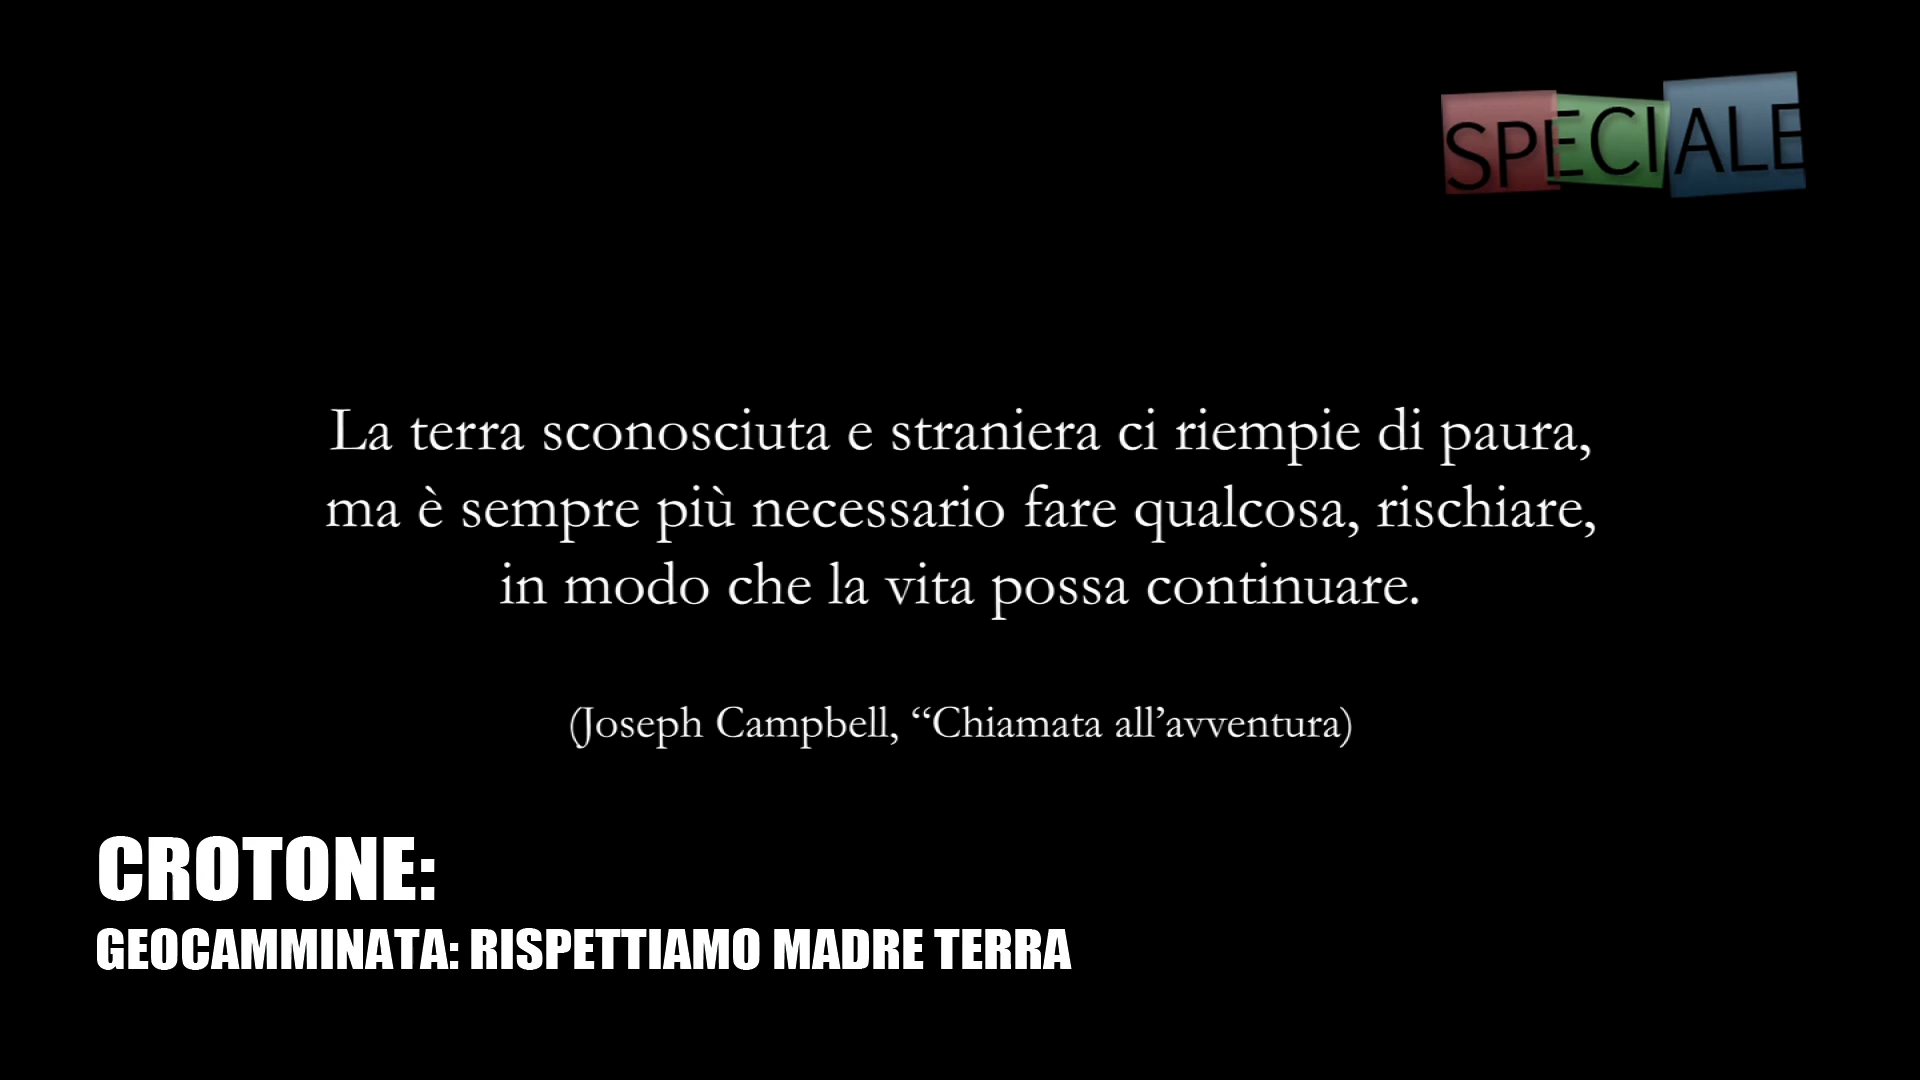 SPECIALE
La terra sconosciuta e straniera ci riempie di paura,
ma è sempre più necessario fare qualcosa, rischiare,
in modo che la vita possa continuare.
(Joseph Campbell, “Chiamata all’avventura)
CROTONE:
GEOCAMMINATA: RISPETTIAMO MADRE TERRA